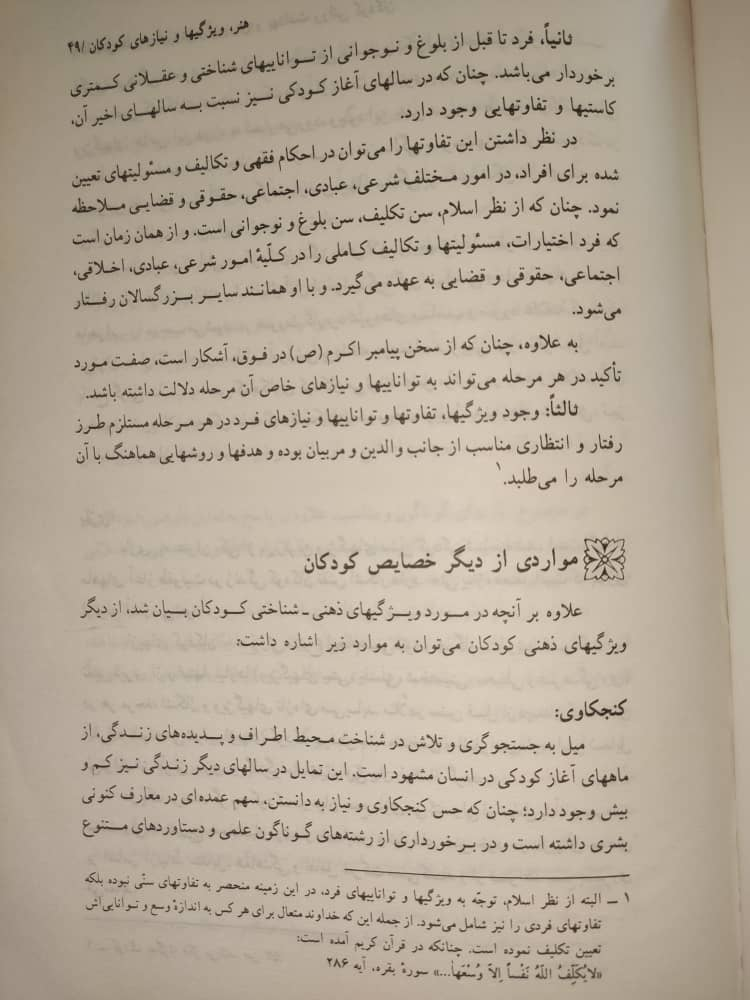 هنر، ویژگیها و نیازهای کودکان /۴۹
ثانیاً، فرد تا قبل از بلوغ و نوجوانی از تواناییهای شناختی و عقلانی کمتری
برخوردار می‌باشد. چنان که در سالهای آغاز کودکی نیز نسبت به سالهای اخیر آن،
کاستیها و تفاوتهایی وجود دارد.
در نظر داشتن این تفاوتها را می‌توان در احکام فقهی و تکالیف و مسئولیتهای تعیین
شده برای افراد، در امور مختلف شرعی، عبادی، اجتماعی، حقوقی و قضایی ملاحظه
نمود. چنان که از نظر اسلام، سن تکلیف، سن بلوغ و نوجوانی است. و از همان زمان است
که فرد اختیارات، مسئولیتها و تکالیف کاملی را در کلّیهٔ امور شرعی، عبادی، اخلاقی،
اجتماعی، حقوقی و قضایی به عهده می‌گیرد. و با او همانند سایر بزرگسالان رفتار
می‌شود.
به علاوه، چنان که از سخن پیامبر اکرم (ص) در فوق، آشکار است، صفت مورد
تأکید در هر مرحله می‌تواند به تواناییها و نیازهای خاص آن مرحله دلالت داشته باشد.
ثالثاً: وجود ویژگیها، تفاوتها و تواناییها و نیازهای فرد در هر مرحله مستلزم طرز
رفتار و انتظاری مناسب از جانب والدین و مربیان بوده و هدفها و روشهایی هماهنگ با آن
مرحله را می‌طلبد.۱
مواردی از دیگر خصایص کودکان
علاوه بر آنچه در مورد ویژگیهای ذهنی ـ شناختی کودکان بیان شد، از دیگر
ویژگیهای ذهنی کودکان می‌توان به موارد زیر اشاره داشت:
کنجکاوی:
میل به جستجوگری و تلاش در شناخت محیط اطراف و پدیده‌های زندگی، از
ماههای آغاز کودکی در انسان مشهود است. این تمایل در سالهای دیگر زندگی نیز کم و
بیش وجود دارد؛ چنان که حس کنجکاوی و نیاز به دانستن، سهم عمده‌ای در معارف کنونی
بشری داشته است و در برخورداری از رشته‌های گوناگون علمی و دستاوردهای متنوع
۱ ـ البته از نظر اسلام، توجّه به ویژگیها و تواناییهای فرد، در این زمینه منحصر به تفاوتهای سنّی نبوده بلکه
تفاوتهای فردی را نیز شامل می‌شود. از جمله این که خداوند متعال برای هر کس به اندازهٔ وسع و توانایی‌اش
تعیین تکلیف نموده است. چنانکه در قرآن کریم آمده است:
«لایُکَلِّفُ اللّهُ نَفْساً اِلاّ وُسْعَهاْ...» سورهٔ بقره، آیه ۲۸۶